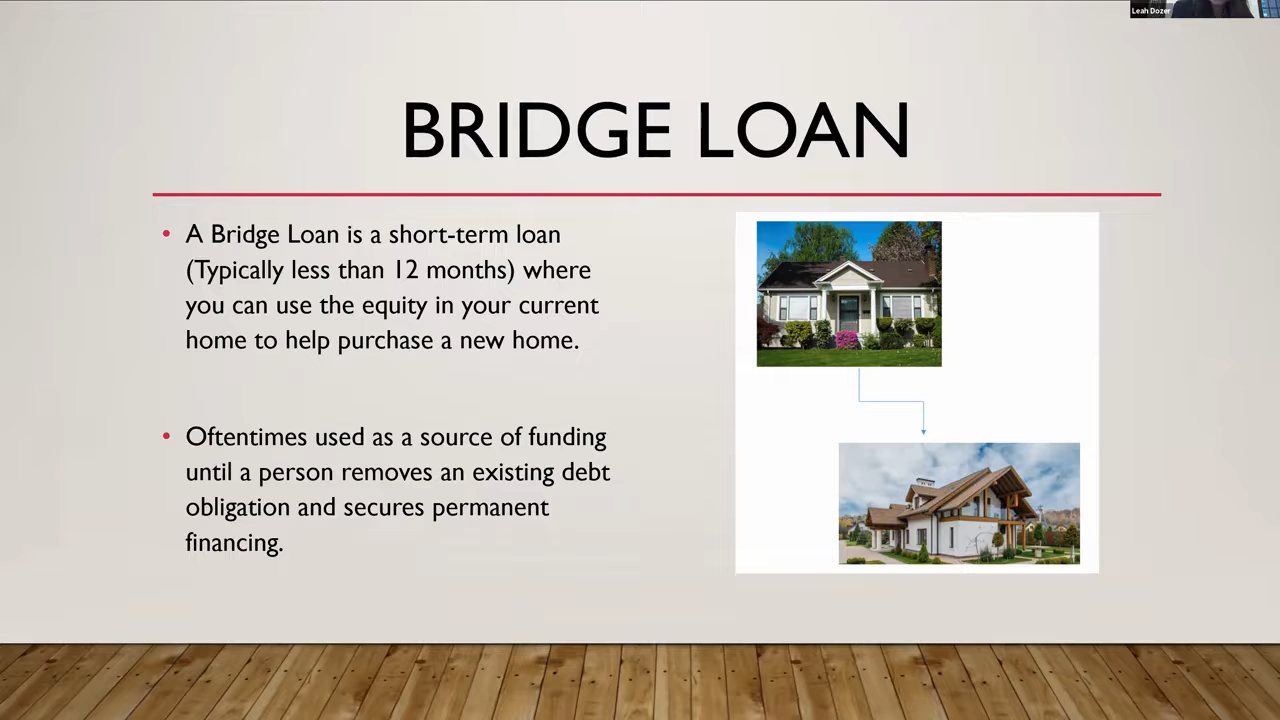 Leah Dozer
BRIDGE LOAN
• A Bridge Loan is a short-term loan
(Typically less than 12 months) where
you can use the equity in your current
home to help purchase a new home.
• Oftentimes used as a source of funding
until a person removes an existing debt
obligation and secures permanent
financing.